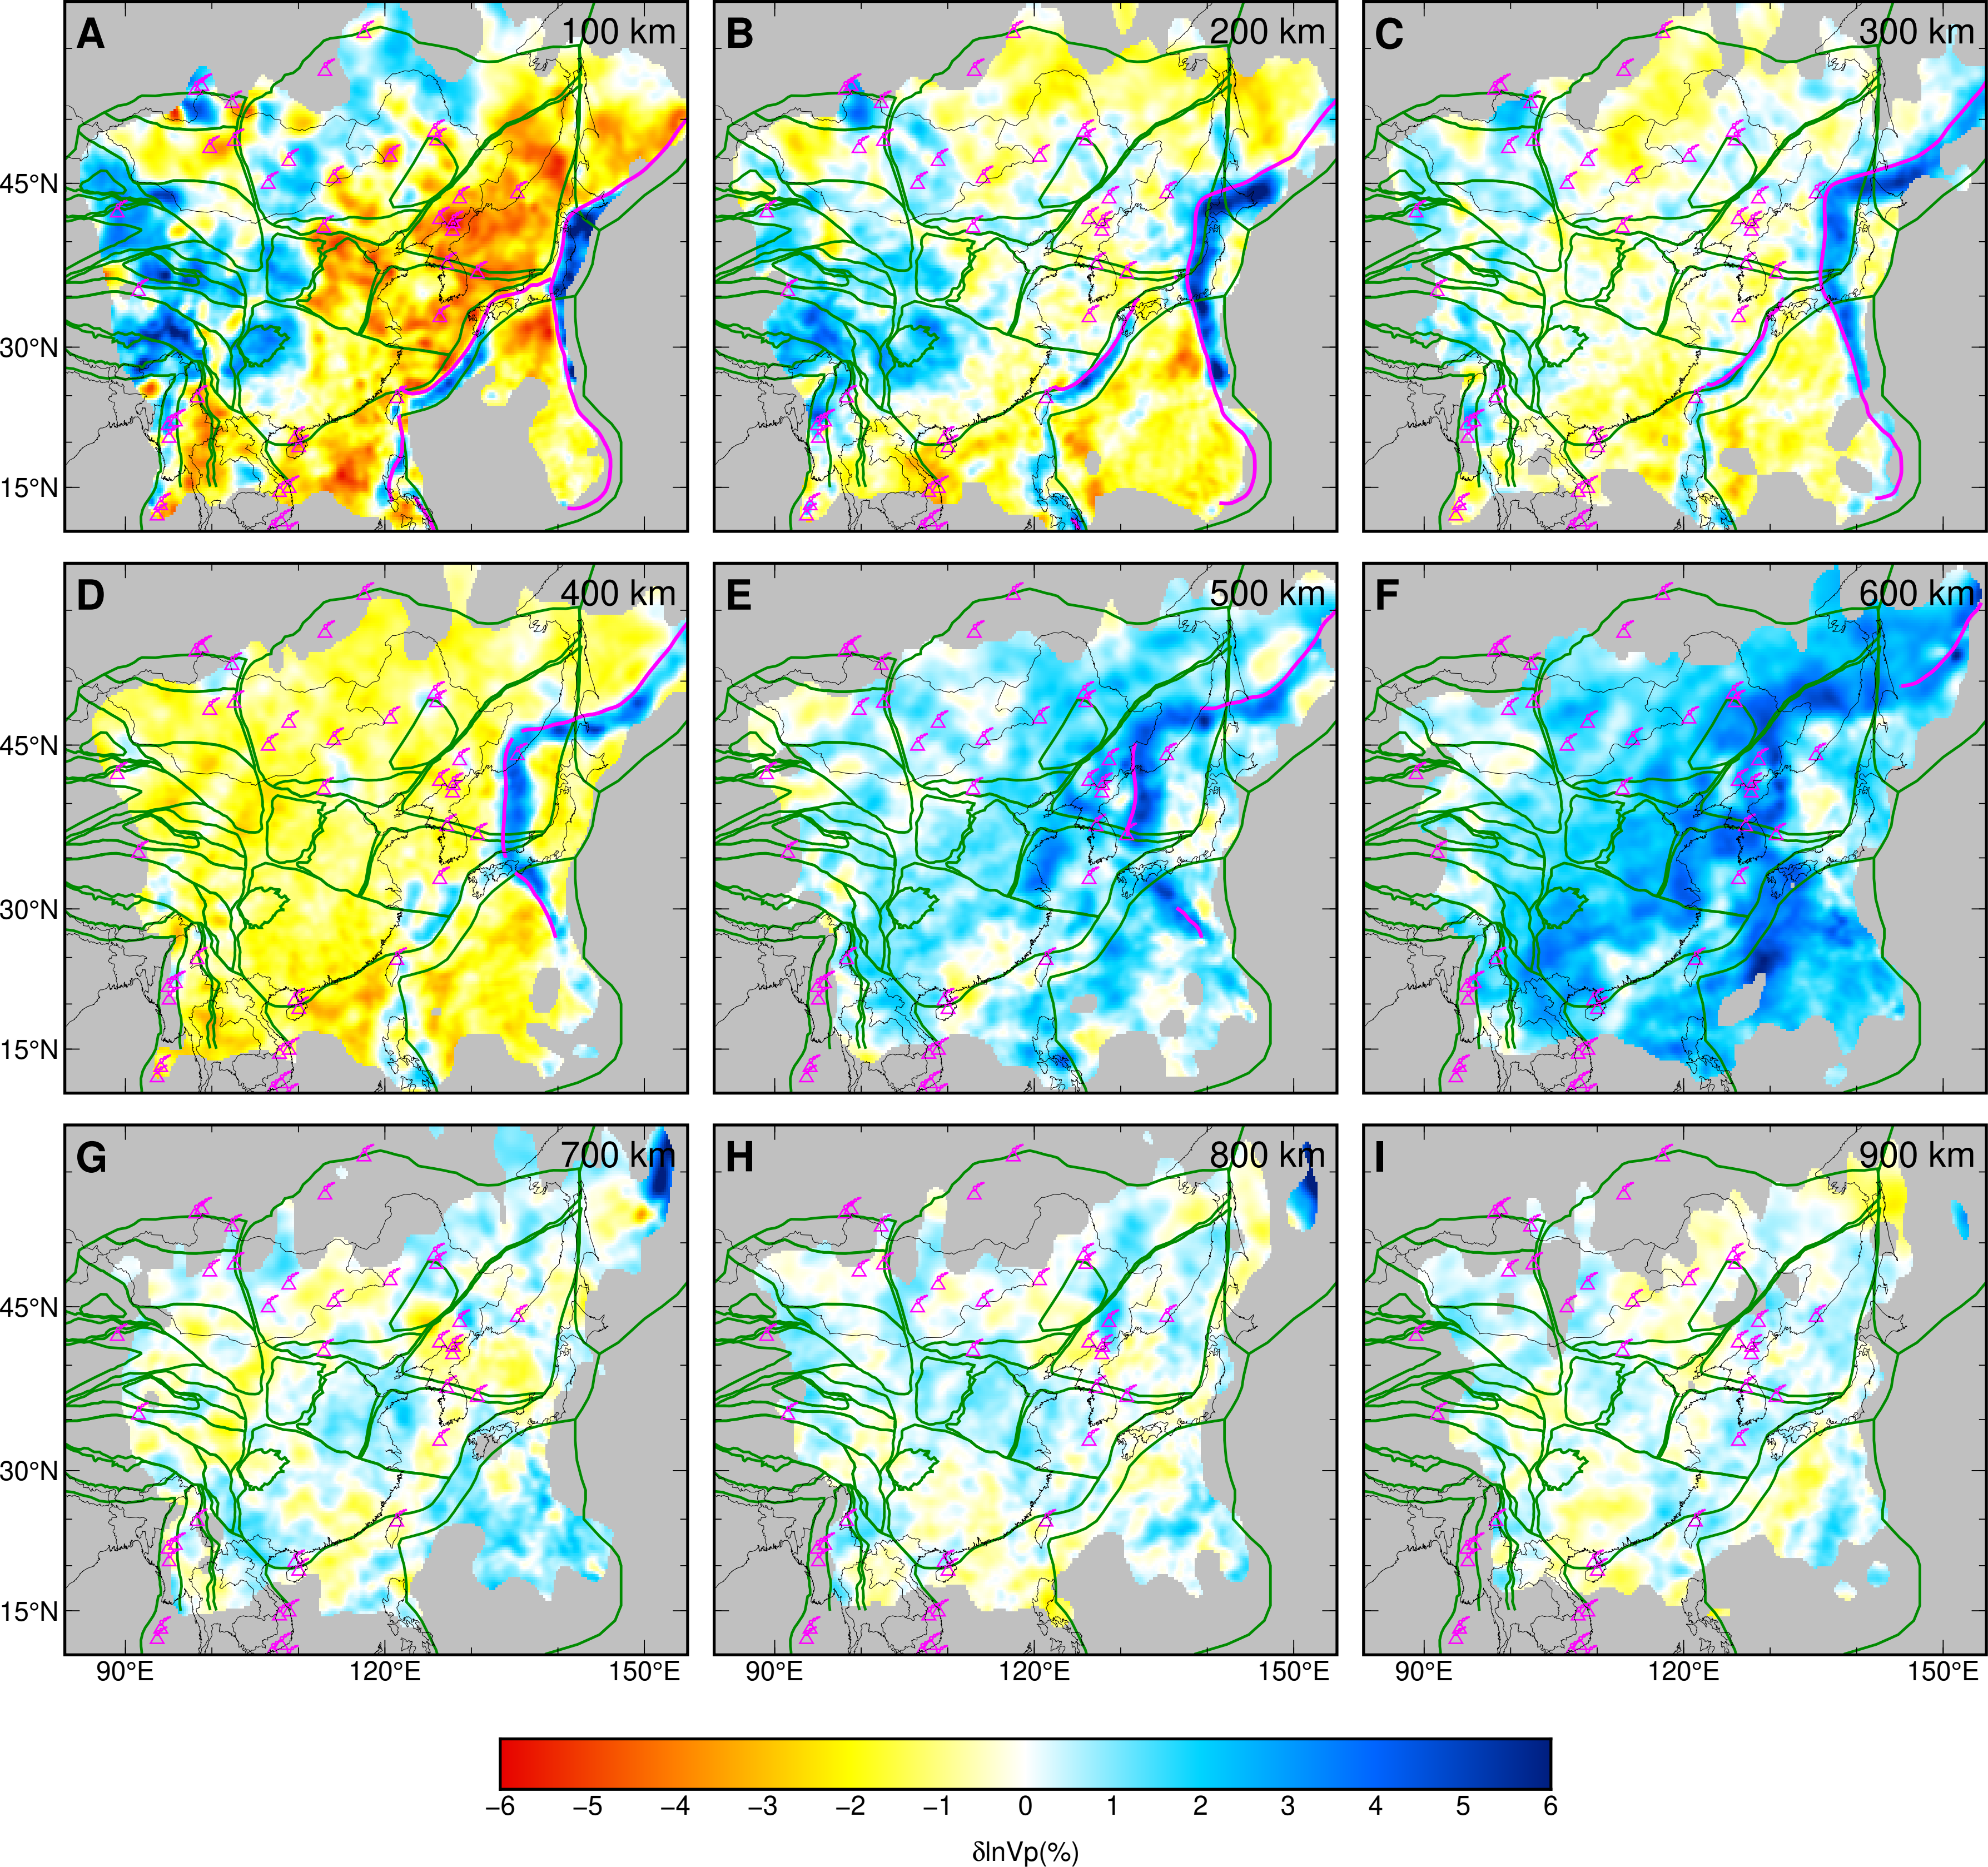 A 100 km
B 200 km
C 300 km
45°N
30°N
15°N
D 400 km
E 500 km
F 600 km
45°N
30°N
15°N
G 700 km
H 800 km
I 900 km
45°N
30°N
15°N
90°E 120°E 150°E
90°E 120°E 150°E
90°E 120°E 150°E
−6 −5 −4 −3 −2 −1 0 1 2 3 4 5 6
δlnVp(%)